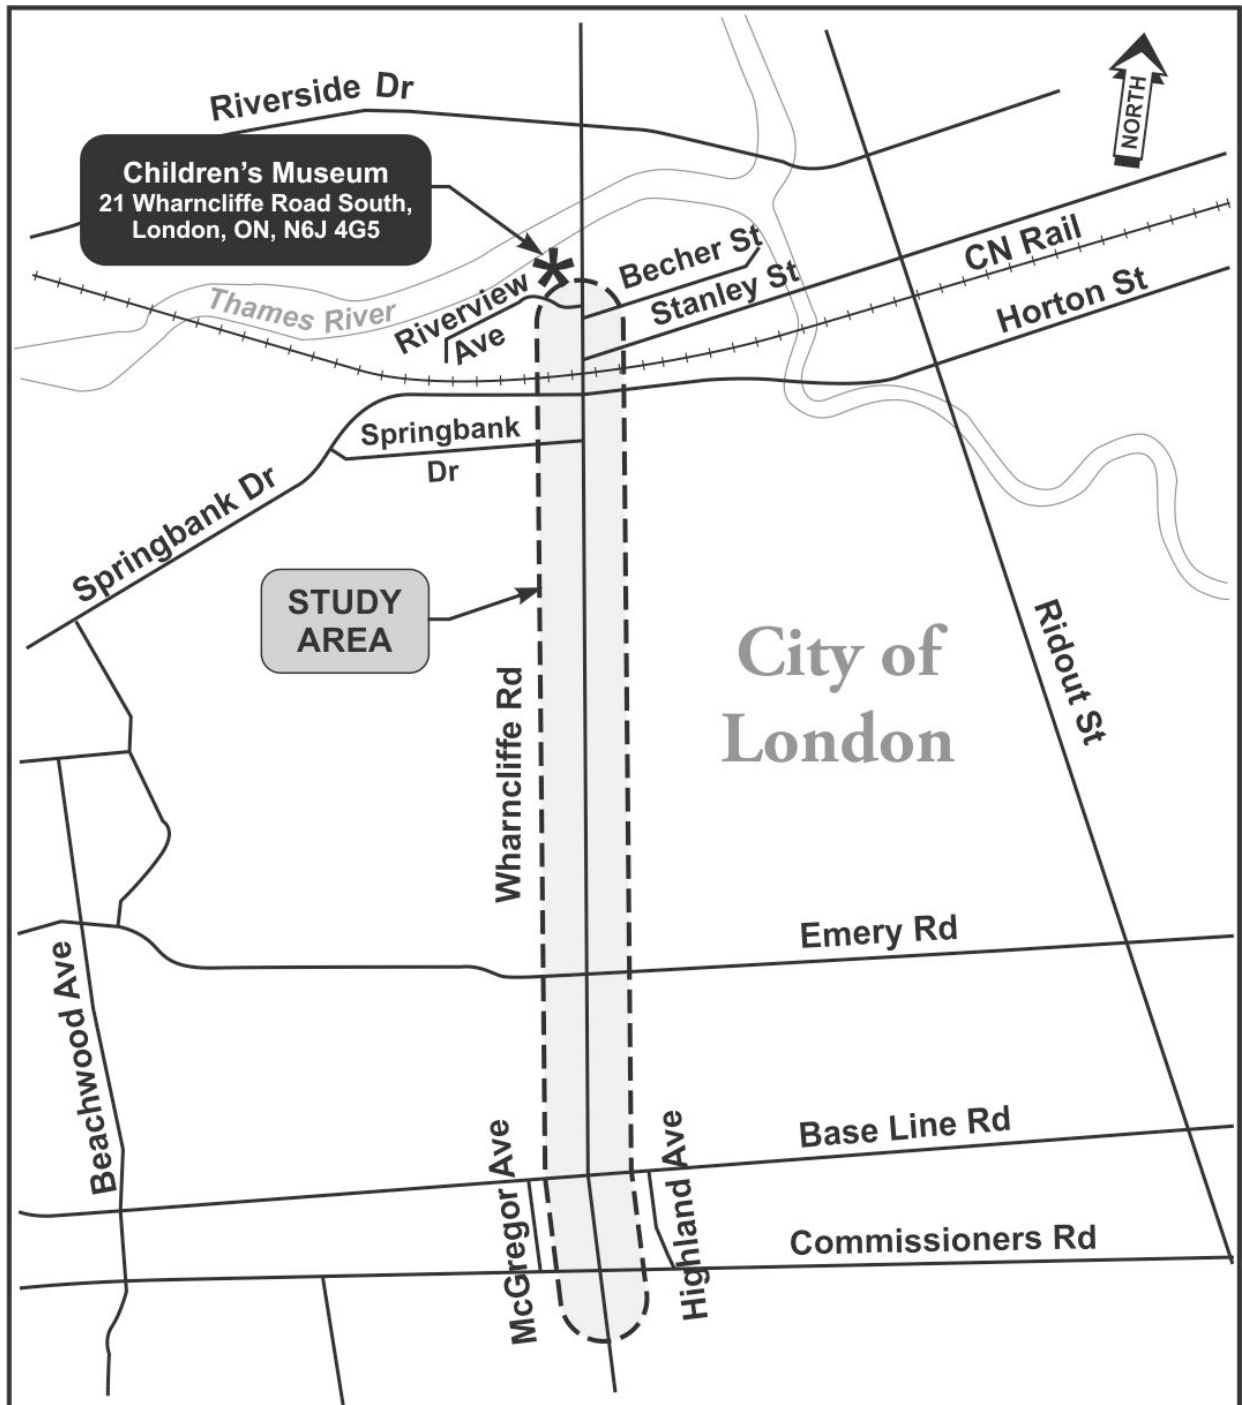 Riverside Dr
NORTH
Children's Museum
21 Wharncliffe Road South,
London, ON, N6J 4G5
Becher St
CN Rail
Stanley St
Horton St
Thames River
Riverview
Ave
Springbank
Dr
Springbank Dr
STUDY
AREA
City of
London
Ridout St
Wharncliffe Rd
Emery Rd
Beachwood Ave
Base Line Rd
McGregor Ave
Highland Ave
Commissioners Rd